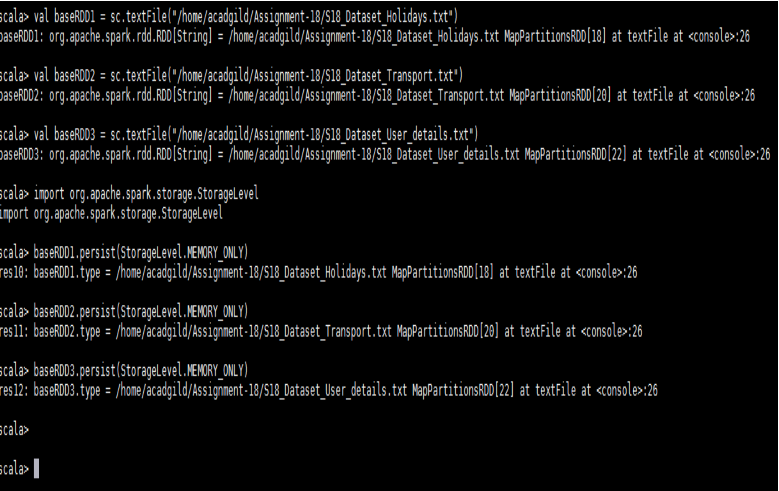 scala> val baseRDD1 = sc.textFile("/home/acadgild/Assignment-18/S18_Dataset_Holidays.txt")
baseRDD1: org.apache.spark.rdd.RDD[String] = /home/acadgild/Assignment-18/S18_Dataset_Holidays.txt MapPartitionsRDD[18] at textFile at <console>:26
scala> val baseRDD2 = sc.textFile("/home/acadgild/Assignment-18/S18_Dataset_Transport.txt")
baseRDD2: org.apache.spark.rdd.RDD[String] = /home/acadgild/Assignment-18/S18_Dataset_Transport.txt MapPartitionsRDD[20] at textFile at <console>:26
scala> val baseRDD3 = sc.textFile("/home/acadgild/Assignment-18/S18_Dataset_User_details.txt")
baseRDD3: org.apache.spark.rdd.RDD[String] = /home/acadgild/Assignment-18/S18_Dataset_User_details.txt MapPartitionsRDD[22] at textFile at <console>:26
scala> import org.apache.spark.storage.StorageLevel
import org.apache.spark.storage.StorageLevel
scala> baseRDD1.persist(StorageLevel.MEMORY_ONLY)
res10: baseRDD1.type = /home/acadgild/Assignment-18/S18_Dataset_Holidays.txt MapPartitionsRDD[18] at textFile at <console>:26
scala> baseRDD2.persist(StorageLevel.MEMORY_ONLY)
res11: baseRDD2.type = /home/acadgild/Assignment-18/S18_Dataset_Transport.txt MapPartitionsRDD[20] at textFile at <console>:26
scala> baseRDD3.persist(StorageLevel.MEMORY_ONLY)
res12: baseRDD3.type = /home/acadgild/Assignment-18/S18_Dataset_User_details.txt MapPartitionsRDD[22] at textFile at <console>:26
scala>
scala>